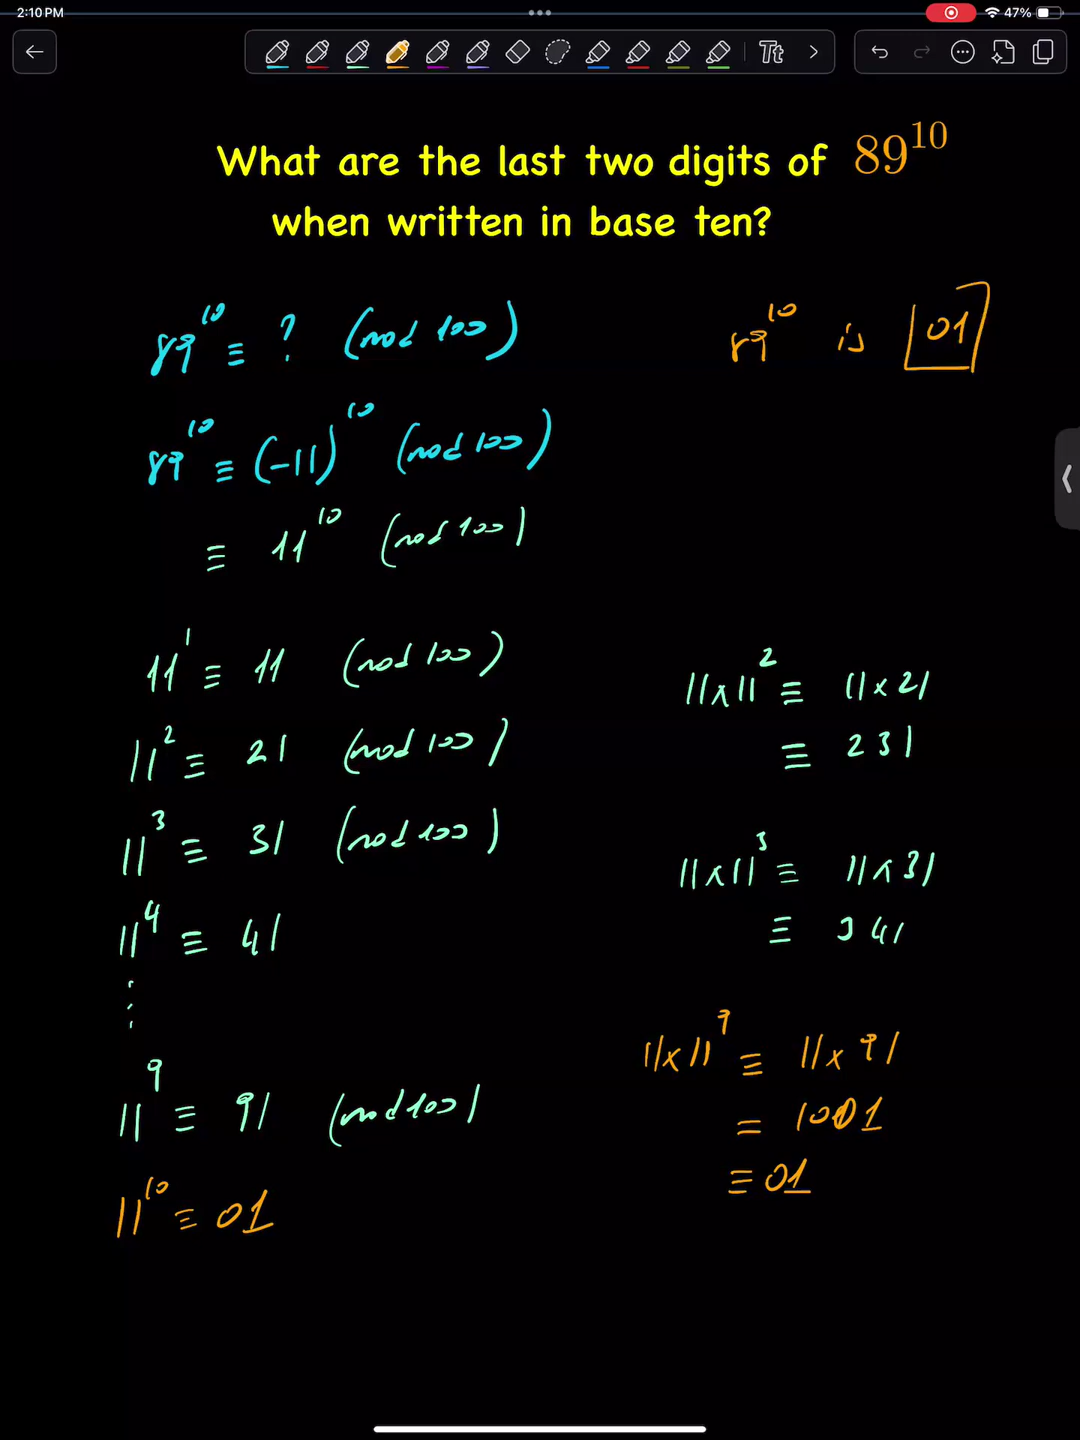 2:10 PM
47%
Tt
What are the last two digits of 89^10
when written in base ten?
89^10 ≡ ? (mod 100)
89^10 is 01
89^10 ≡ (-11)^10 (mod 100)
≡ 11^10 (mod 100)
11^1 ≡ 11 (mod 100)
11^2 ≡ 21 (mod 100)
11^3 ≡ 31 (mod 100)
11^4 ≡ 41
⋮
11^9 ≡ 91 (mod 100)
11^10 ≡ 01
11×11^2 ≡ 11×21
≡ 231
11×11^3 ≡ 11×31
≡ 341
11×11^9 ≡ 11×91
= 1001
≡ 01